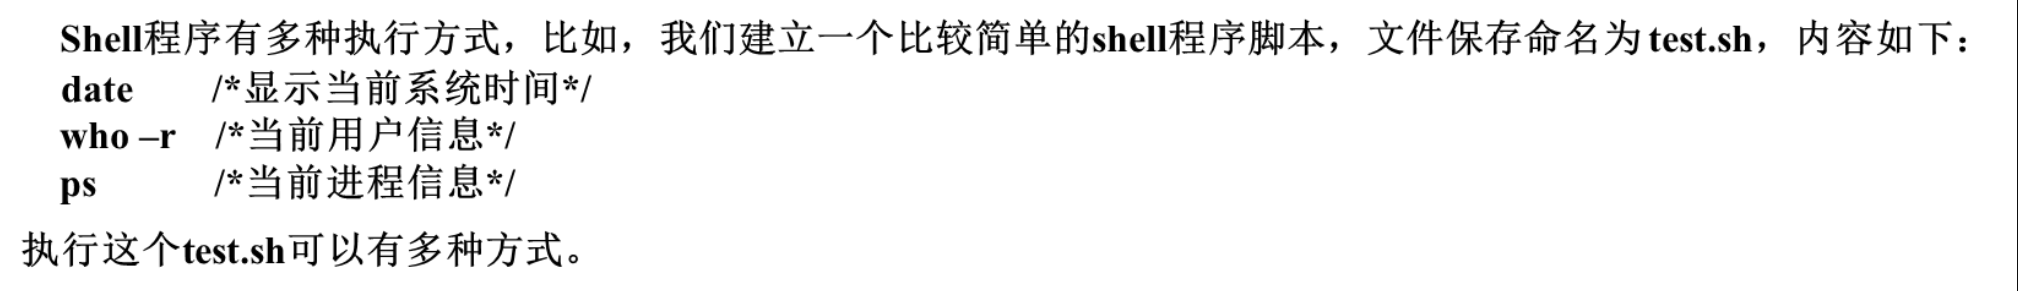 Shell程序有多种执行方式，比如，我们建立一个比较简单的shell程序脚本，文件保存命名为test.sh，内容如下：
date /*显示当前系统时间*/
who –r /*当前用户信息*/
ps /*当前进程信息*/
执行这个test.sh可以有多种方式。